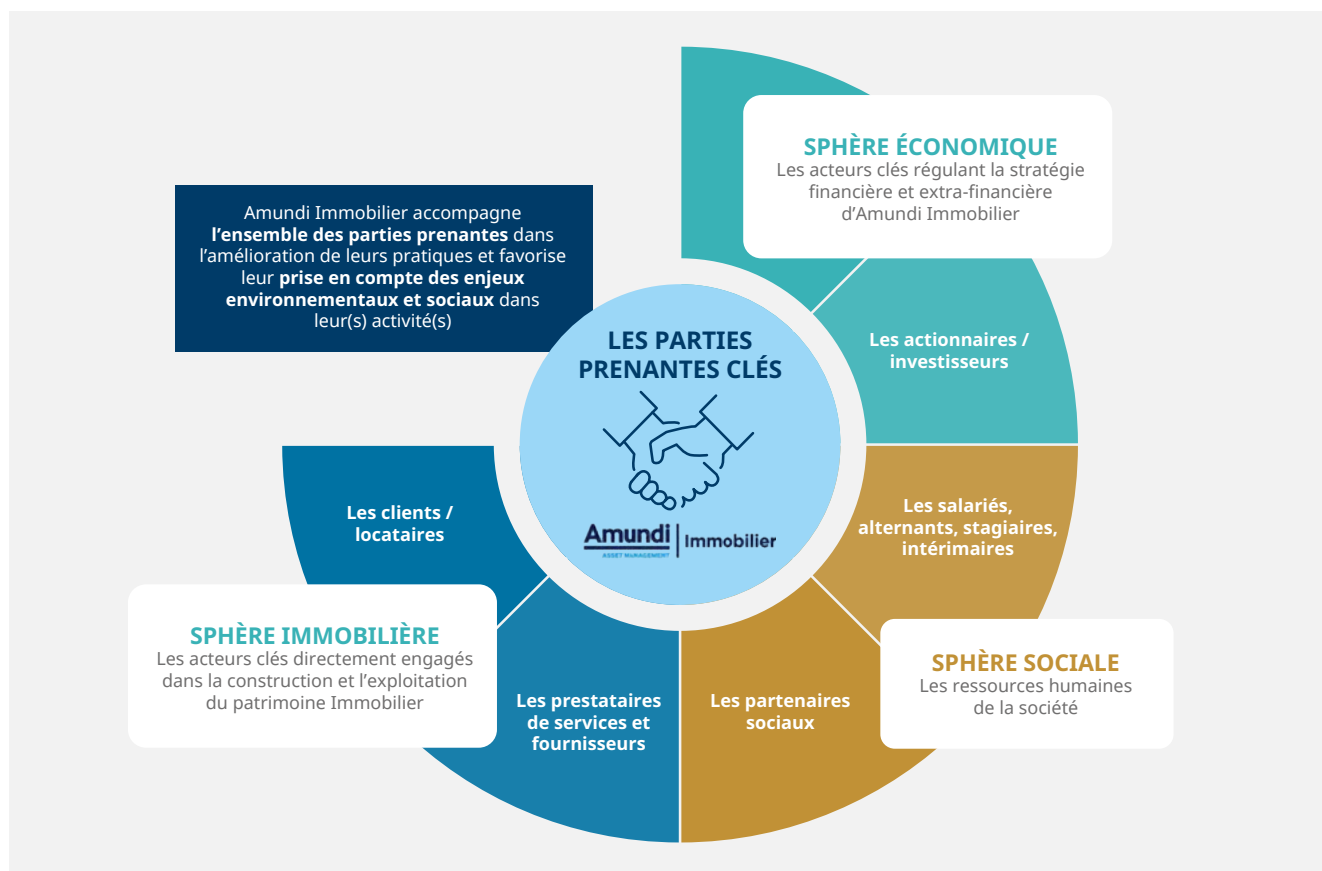 SPHÈRE ÉCONOMIQUE
Les acteurs clés régulant la stratégie
financière et extra-financière
d’Amundi Immobilier
Amundi Immobilier accompagne
l’ensemble des parties prenantes dans
l’amélioration de leurs pratiques et favorise
leur prise en compte des enjeux
environnementaux et sociaux dans
leur(s) activité(s)
LES PARTIES
PRENANTES CLÉS
Amundi
ASSET MANAGEMENT
Immobilier
Les actionnaires /
investisseurs
Les salariés,
alternants, stagiaires,
intérimaires
Les clients /
locataires
SPHÈRE IMMOBILIÈRE
Les acteurs clés directement engagés
dans la construction et l’exploitation
du patrimoine Immobilier
SPHÈRE SOCIALE
Les ressources humaines
de la société
Les prestataires
de services et
fournisseurs
Les partenaires
sociaux